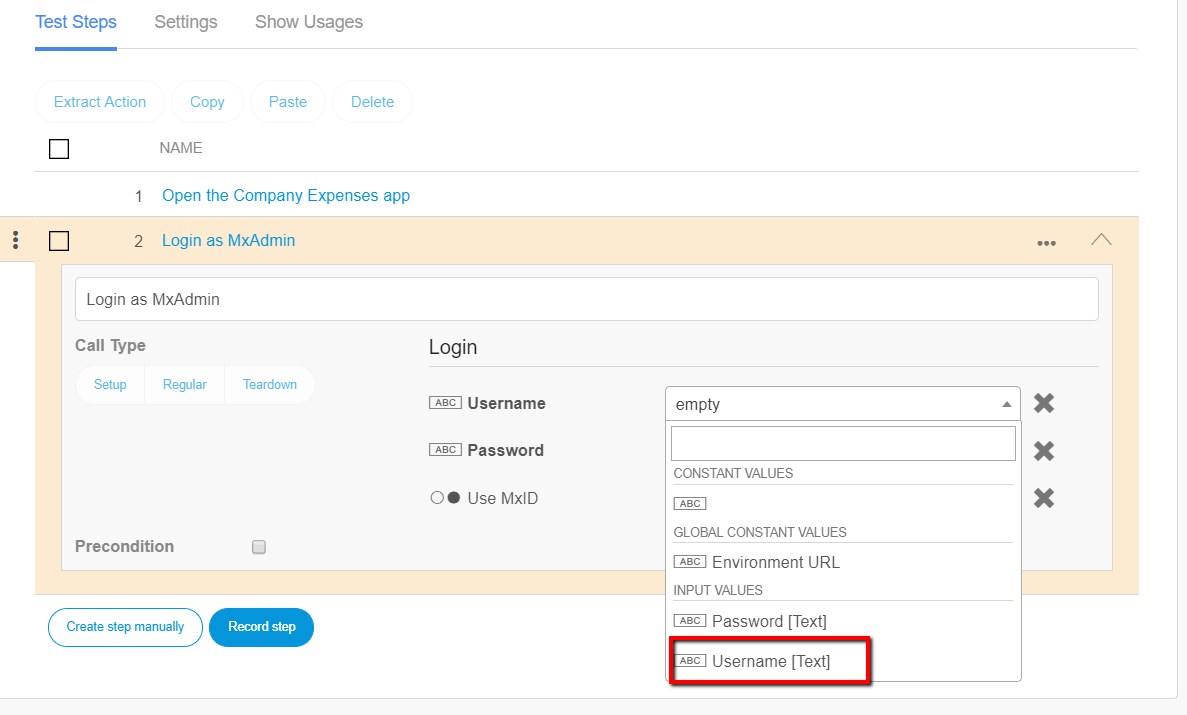 Test Steps Settings Show Usages
Extract Action Copy Paste Delete
NAME
1 Open the Company Expenses app
2 Login as MxAdmin
Login as MxAdmin
Call Type
Setup Regular Teardown
Login
ABC Username empty
ABC Password
Use MxID
CONSTANT VALUES
ABC
GLOBAL CONSTANT VALUES
ABC Environment URL
INPUT VALUES
ABC Password [Text]
ABC Username [Text]
Precondition
Create step manually Record step